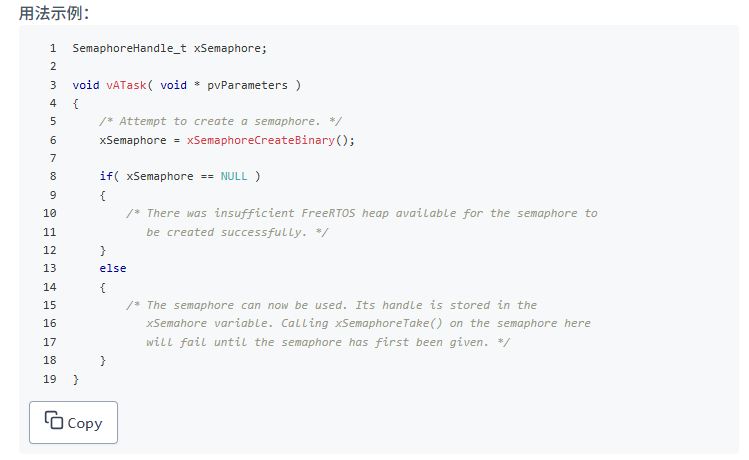 用法示例：
1 SemaphoreHandle_t xSemaphore;
2
3 void vATask( void * pvParameters )
4 {
5 /* Attempt to create a semaphore. */
6 xSemaphore = xSemaphoreCreateBinary();
7
8 if( xSemaphore == NULL )
9 {
10 /* There was insufficient FreeRTOS heap available for the semaphore to
11 be created successfully. */
12 }
13 else
14 {
15 /* The semaphore can now be used. Its handle is stored in the
16 xSemahore variable. Calling xSemaphoreTake() on the semaphore here
17 will fail until the semaphore has first been given. */
18 }
19 }
Copy